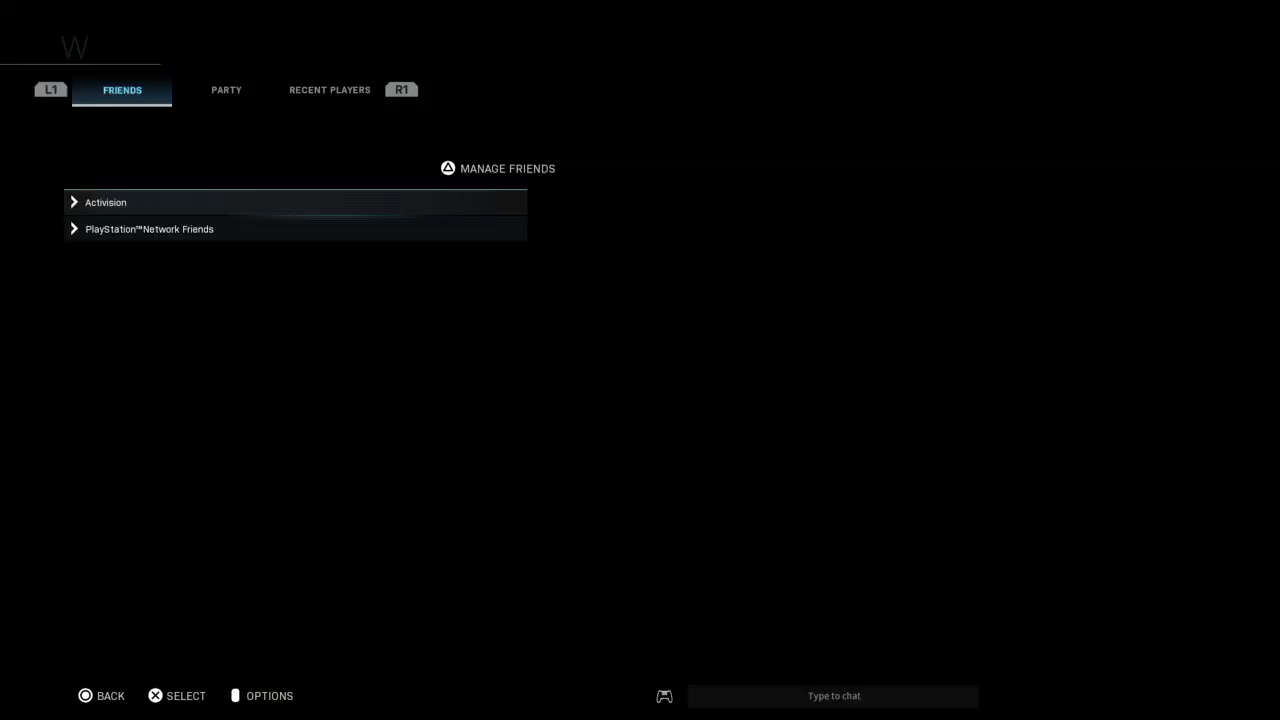 W
L1 FRIENDS PARTY RECENT PLAYERS R1
MANAGE FRIENDS
Activision
PlayStation™Network Friends
BACK SELECT OPTIONS Type to chat